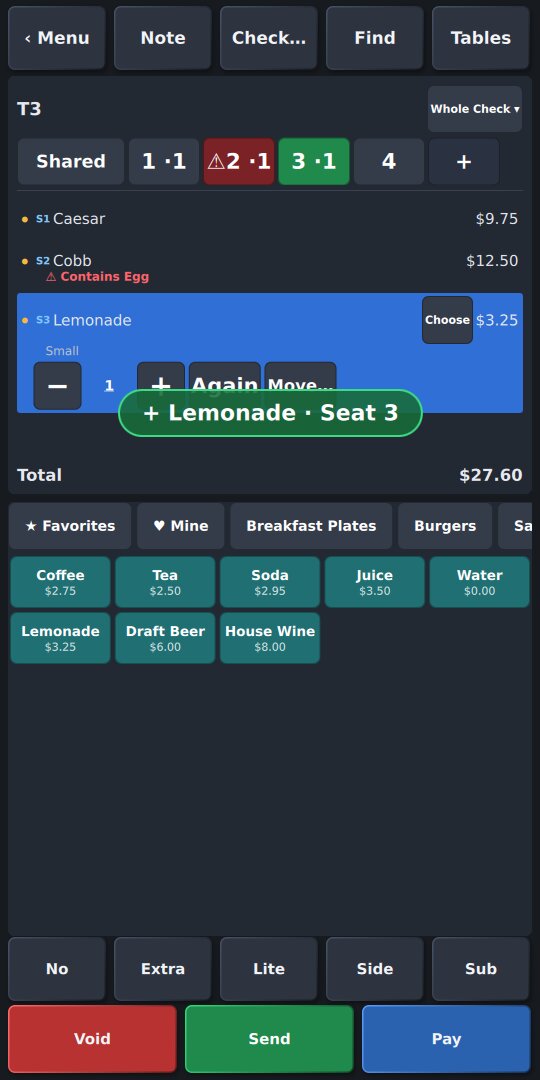 ‹ Menu Note Check… Find Tables
T3 Whole Check ▾
Shared 1 ·1 ⚠2 ·1 3 ·1 4 +
S1 Caesar $9.75
S2 Cobb $12.50
⚠ Contains Egg
S3 Lemonade Choose $3.25
Small
− 1 + Again Move…
+ Lemonade · Seat 3
Total $27.60
★ Favorites ♥ Mine Breakfast Plates Burgers Sa
Coffee Tea Soda Juice Water
$2.75 $2.50 $2.95 $3.50 $0.00
Lemonade Draft Beer House Wine
$3.25 $6.00 $8.00
No Extra Lite Side Sub
Void Send Pay